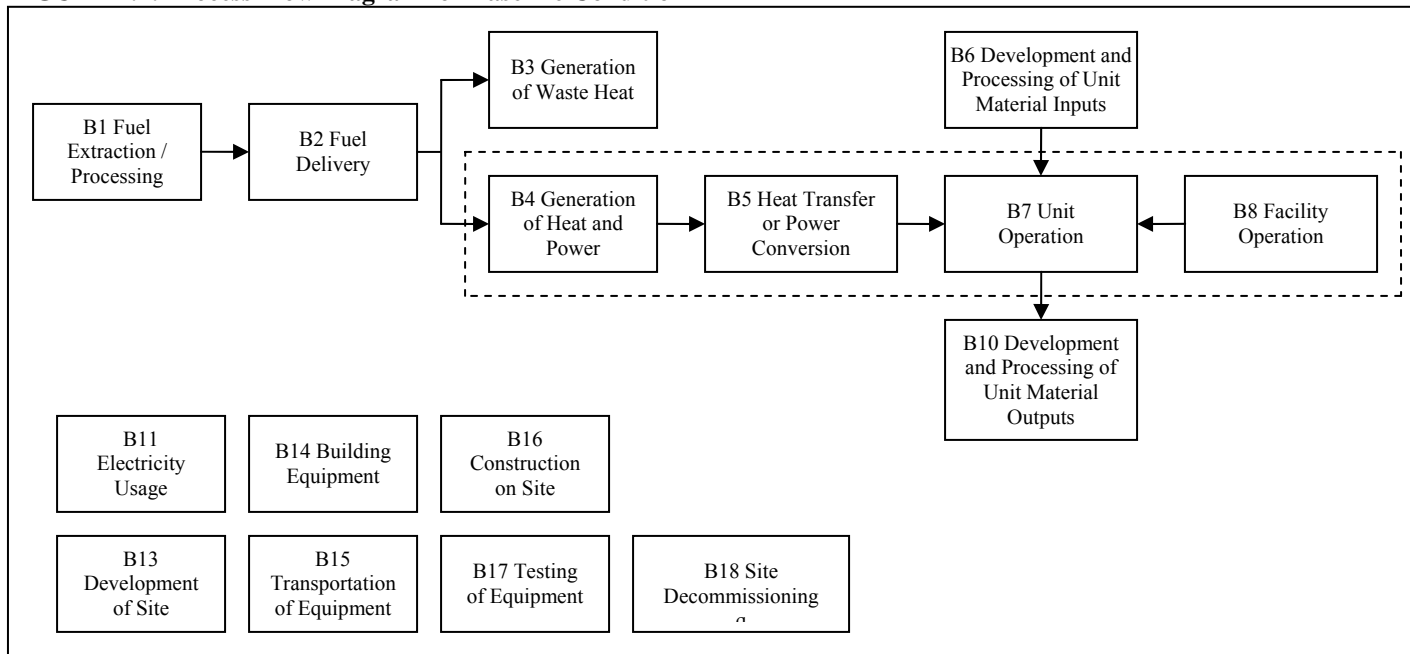 B3 Generation
of Waste Heat
B6 Development and
Processing of Unit
Material Inputs
B1 Fuel
Extraction /
Processing
B2 Fuel
Delivery
B4 Generation
of Heat and
Power
B5 Heat Transfer
or Power
Conversion
B7 Unit
Operation
B8 Facility
Operation
B10 Development
and Processing of
Unit Material
Outputs
B11
Electricity
Usage
B14 Building
Equipment
B16
Construction
on Site
B13
Development
of Site
B15
Transportation
of Equipment
B17 Testing
of Equipment
B18 Site
Decommissioning